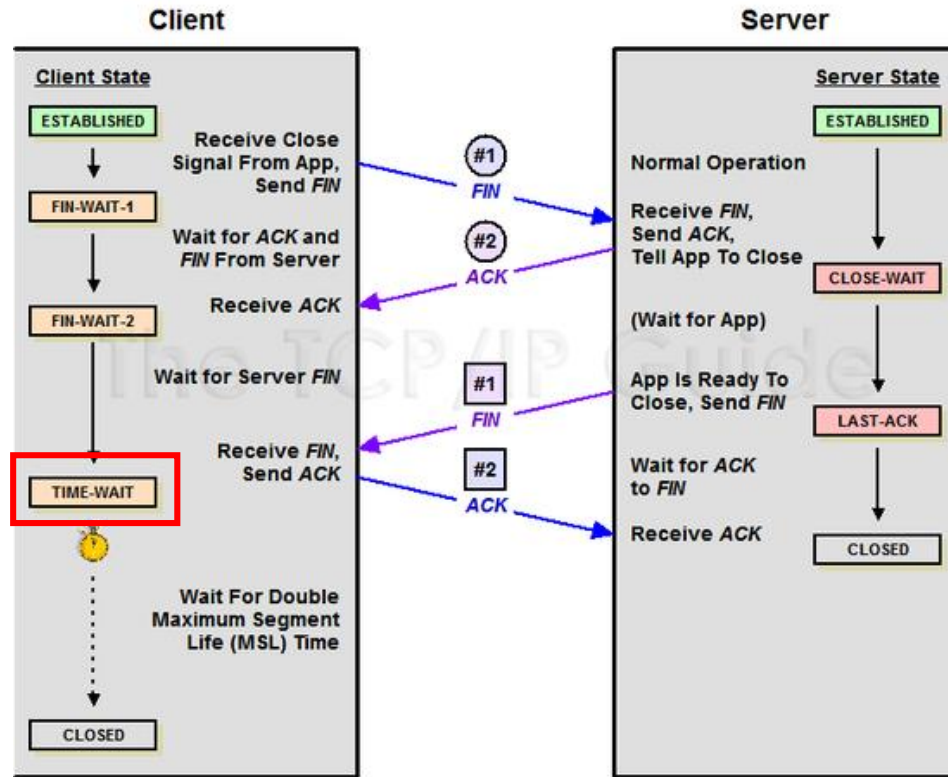 Client
Server
Client State
ESTABLISHED
FIN-WAIT-1
FIN-WAIT-2
TIME-WAIT
CLOSED
Receive Close
Signal From App,
Send FIN
Wait for ACK and
FIN From Server
Receive ACK
Wait for Server FIN
Receive FIN,
Send ACK
Wait For Double
Maximum Segment
Life (MSL) Time
#1
FIN
#2
ACK
#1
FIN
#2
ACK
Server State
Normal Operation
Receive FIN,
Send ACK,
Tell App To Close
(Wait for App)
App Is Ready To
Close, Send FIN
Wait for ACK
to FIN
Receive ACK
ESTABLISHED
CLOSE-WAIT
LAST-ACK
CLOSED
The TCP/IP Guide